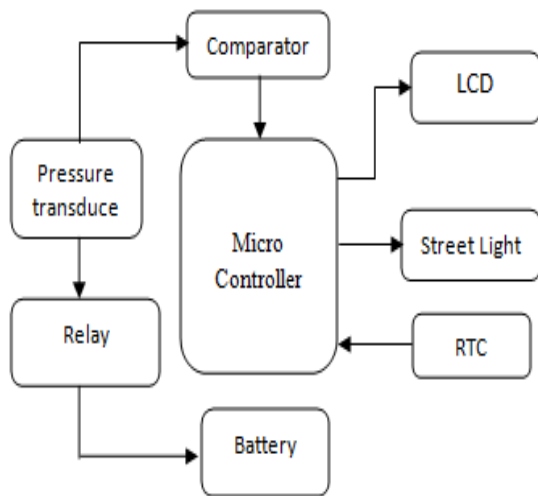 Comparator
LCD
Pressure
transduce
Micro
Controller
Street Light
Relay
RTC
Battery